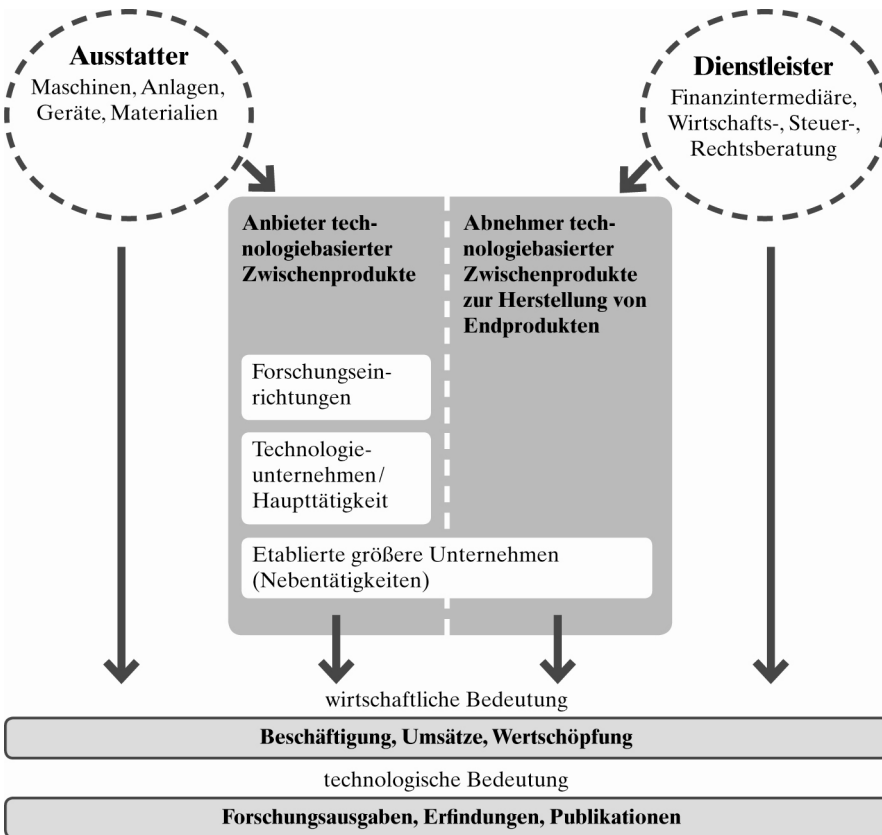 Ausstatter
Maschinen, Anlagen,
Geräte, Materialien
Dienstleister
Finanzintermediäre,
Wirtschafts-, Steuer-,
Rechtsberatung
Anbieter tech-
nologiebasierter
Zwischenprodukte
Abnehmer tech-
nologiebasierter
Zwischenprodukte
zur Herstellung von
Endprodukten
Forschungsein-
richtungen
Technologie-
unternehmen/
Haupttätigkeit
Etablierte größere Unternehmen
(Nebentätigkeiten)
wirtschaftliche Bedeutung
Beschäftigung, Umsätze, Wertschöpfung
technologische Bedeutung
Forschungsausgaben, Erfindungen, Publikationen